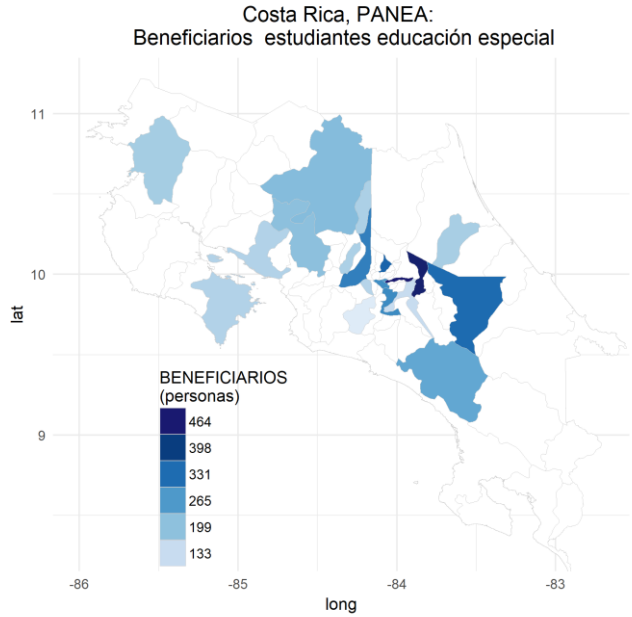 Costa Rica, PANEA:
Beneficiarios estudiantes educación especial
11
10
9
lat
BENEFICIARIOS
(personas)
464
398
331
265
199
133
-86
-85
-84
-83
long